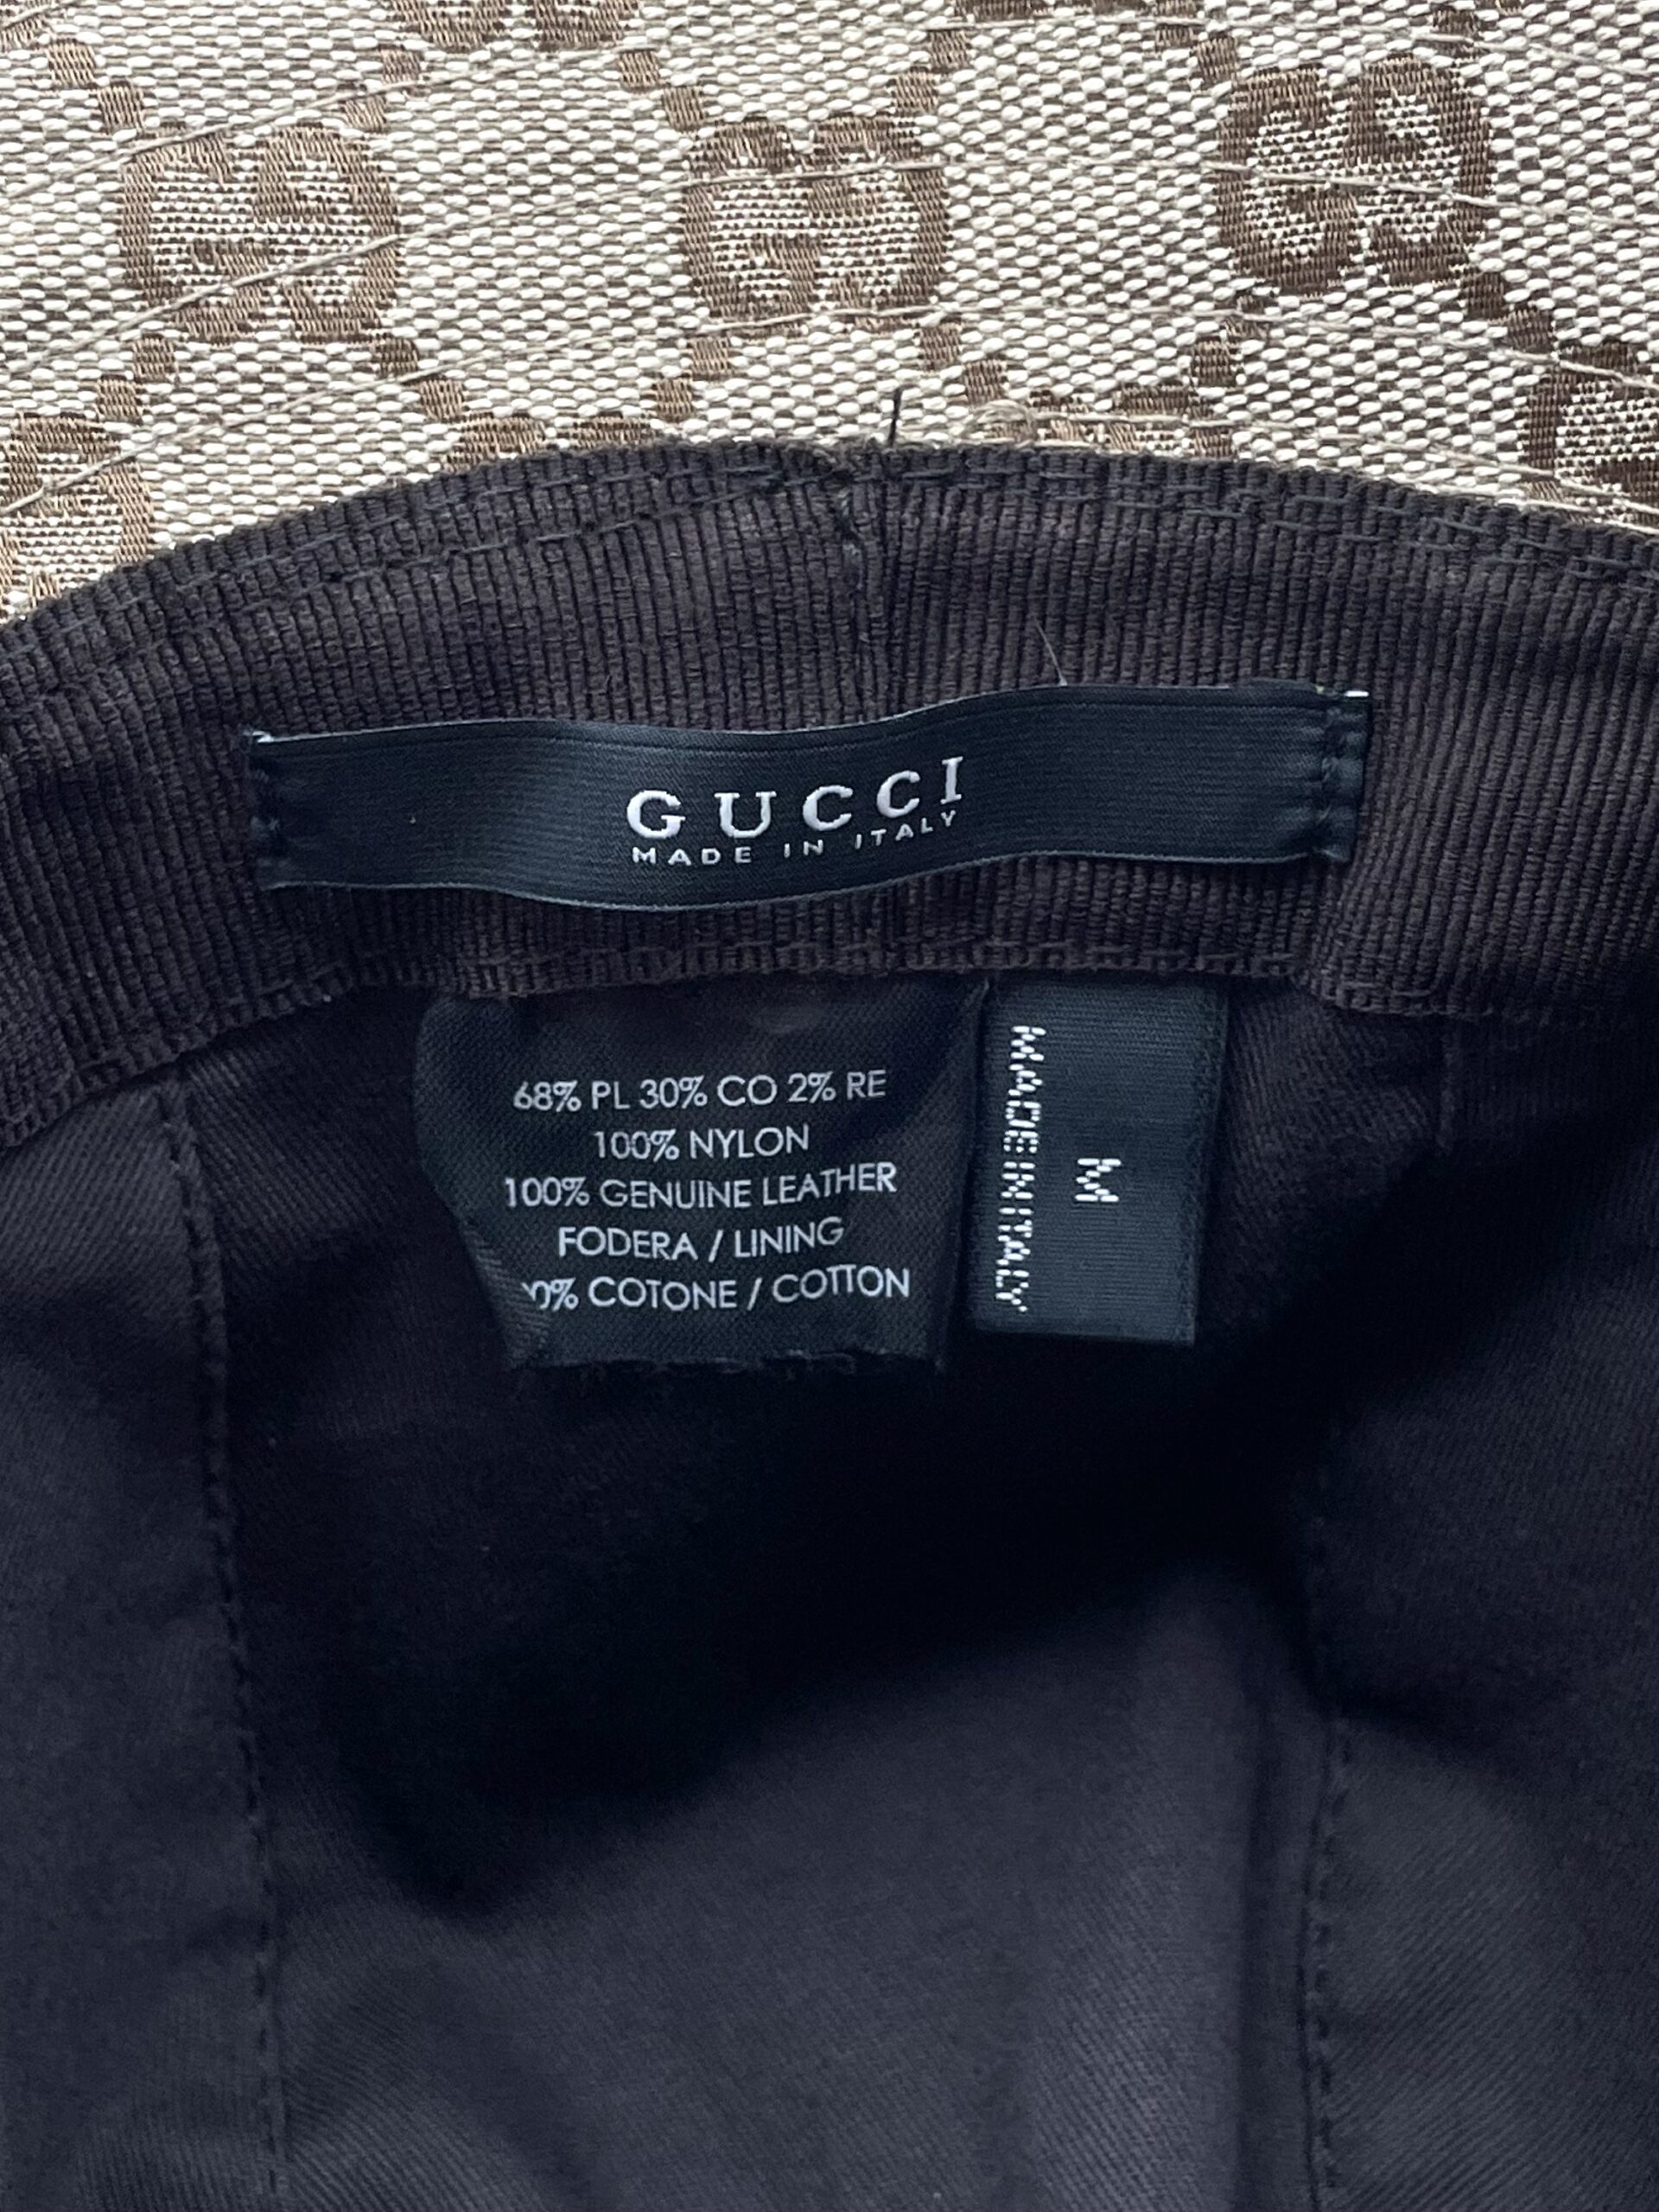 GUCCI
MADE IN ITALY
68% PL 30% CO 2% RE
100% NYLON
100% GENUINE LEATHER
FODERA / LINING
0% COTONE / COTTON
M
MADE IN ITALY